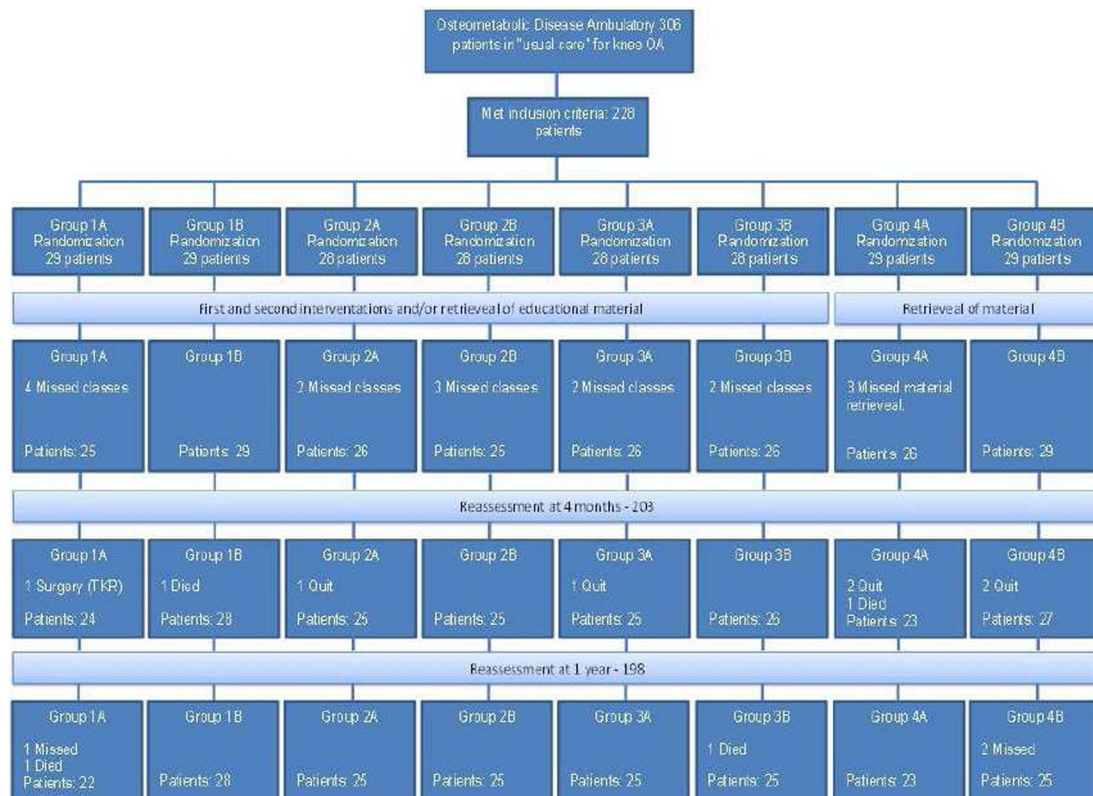 Osteometabolic Disease Ambulatory 306
patients in "usual care" for knee OA
Met inclusion criteria: 228
patients
Group 1A
Randomization
29 patients
Group 1B
Randomization
29 patients
Group 2A
Randomization
28 patients
Group 2B
Randomization
28 patients
Group 3A
Randomization
28 patients
Group 3B
Randomization
28 patients
Group 4A
Randomization
29 patients
Group 4B
Randomization
29 patients
First and second interventations and/or retrieveal of educational material
Retrieveal of material
Group 1A
4 Missed classes
Patients: 25
Group 1B
Patients: 29
Group 2A
2 Missed classes
Patients: 26
Group 2B
3 Missed classes
Patients: 25
Group 3A
2 Missed classes
Patients: 26
Group 3B
2 Missed classes
Patients: 26
Group 4A
3 Missed material
retrieveal.
Patients: 26
Group 4B
Patients: 29
Reassessment at 4 months - 203
Group 1A
1 Surgery (TKR)
Patients: 24
Group 1B
1 Died
Patients: 28
Group 2A
1 Quit
Patients: 25
Group 2B
Patients: 25
Group 3A
1 Quit
Patients: 25
Group 3B
Patients: 26
Group 4A
2 Quit
1 Died
Patients: 23
Group 4B
2 Quit
Patients: 27
Reassessment at 1 year - 198
Group 1A
1 Missed
1 Died
Patients: 22
Group 1B
Patients: 28
Group 2A
Patients: 25
Group 2B
Patients: 25
Group 3A
Patients: 25
Group 3B
1 Died
Patients: 25
Group 4A
Patients: 23
Group 4B
2 Missed
Patients: 25